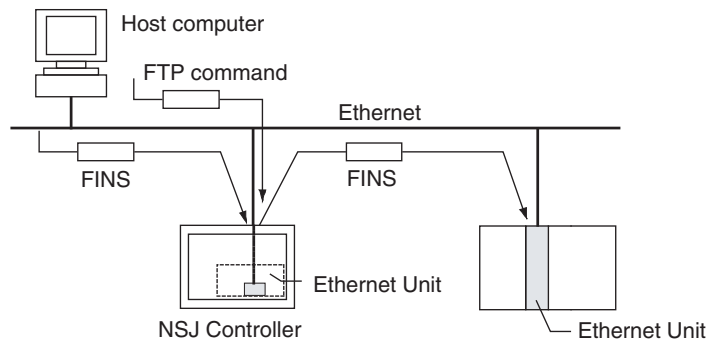 Host computer
FTP command
Ethernet
FINS
FINS
Ethernet Unit
NSJ Controller
Ethernet Unit